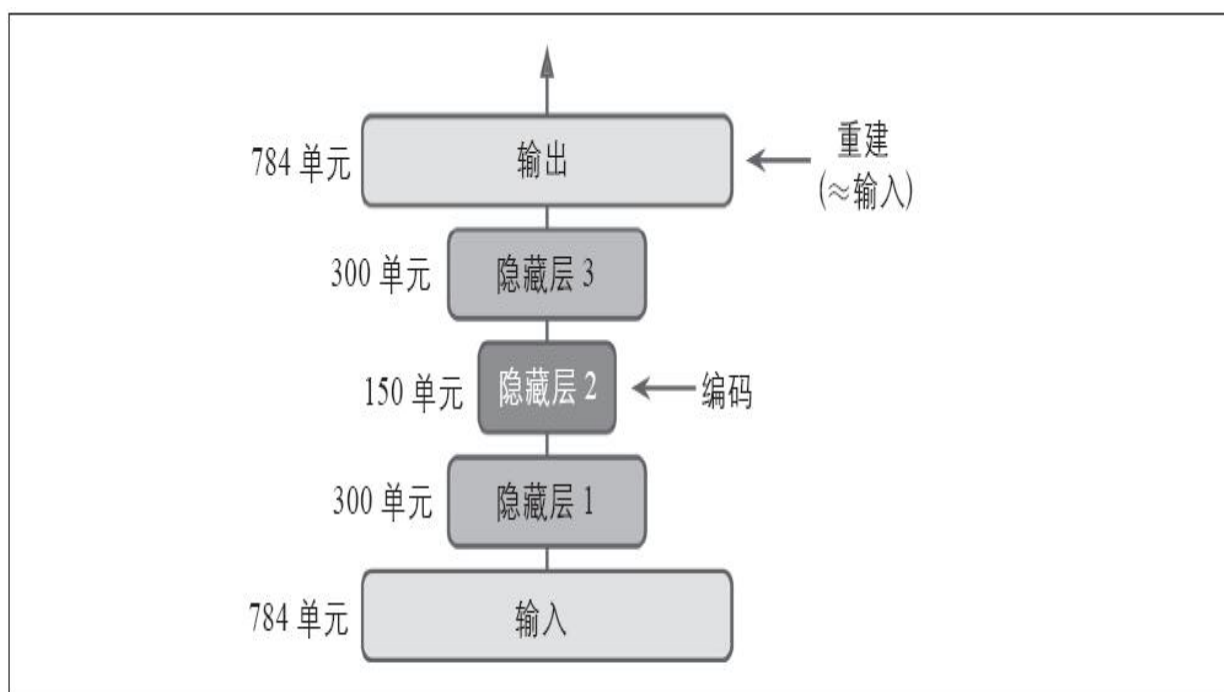 784 单元
输出
重建
(≈输入)
300 单元
隐藏层 3
150 单元
隐藏层 2
编码
300 单元
隐藏层 1
784 单元
输入